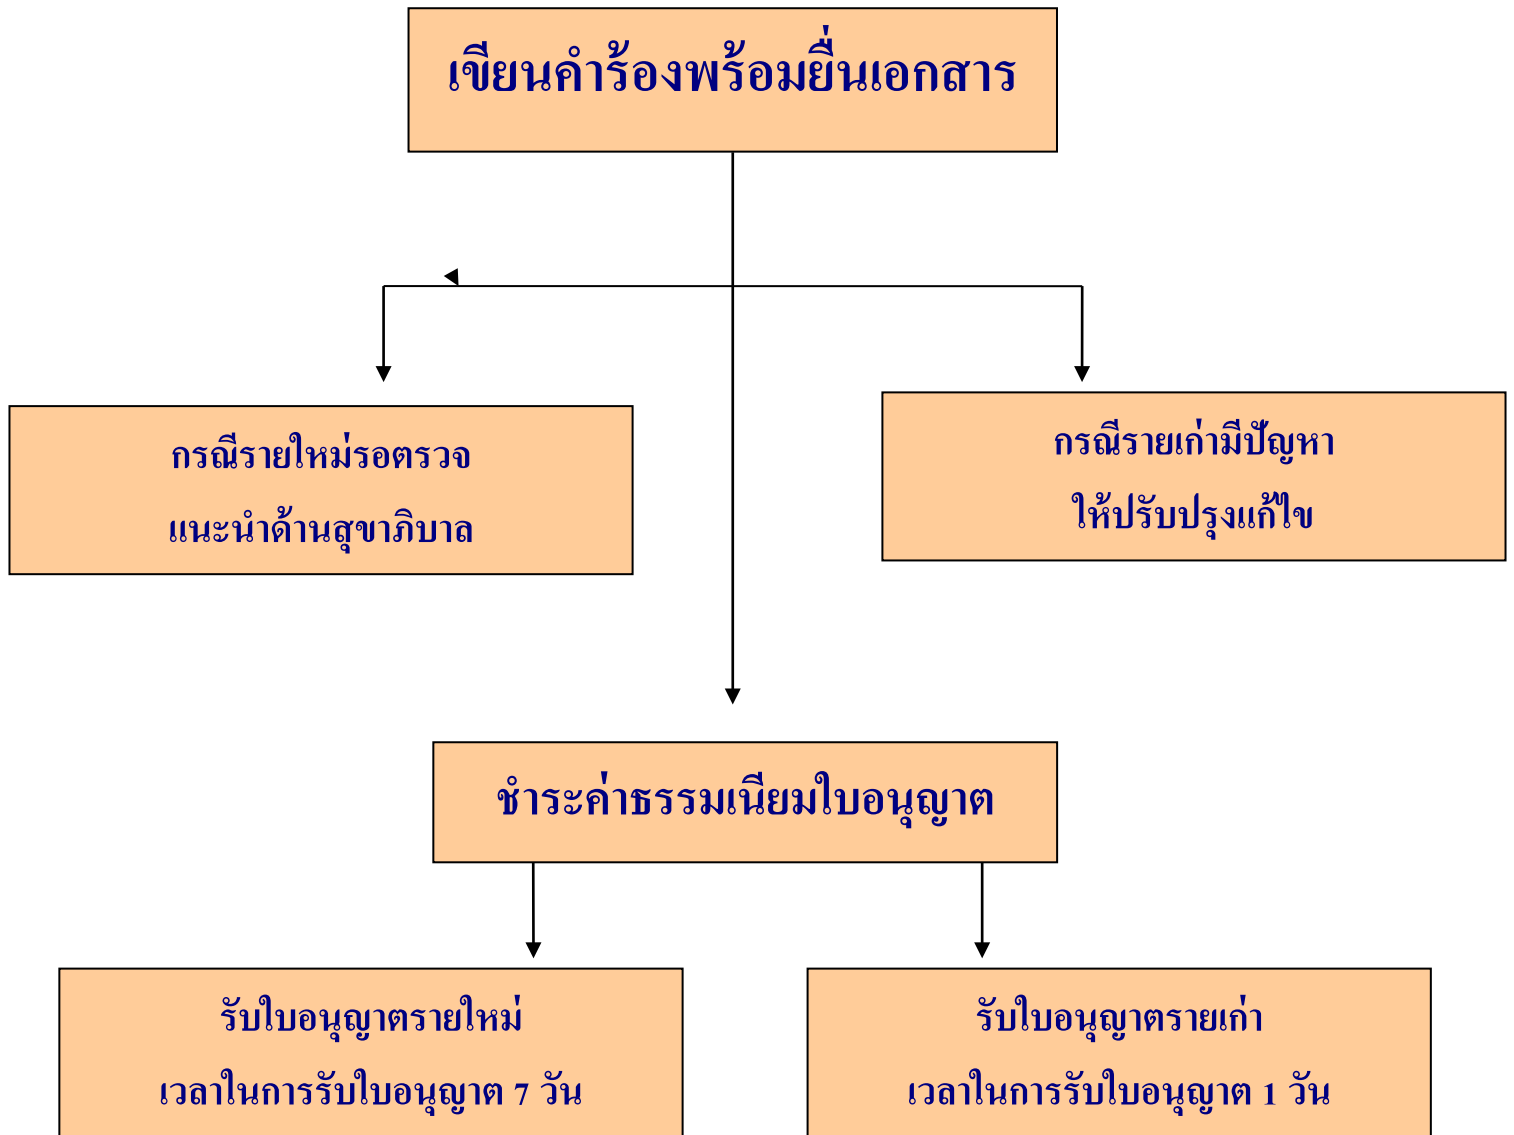 เขียนคำร้องพร้อมยื่นเอกสาร
กรณีรายใหม่รอตรวจ
แนะนำด้านสุขาภิบาล
กรณีรายเก่ามีปัญหา
ให้ปรับปรุงแก้ไข
ชำระค่าธรรมเนียมใบอนุญาต
รับใบอนุญาตรายใหม่
เวลาในการรับใบอนุญาต 7 วัน
รับใบอนุญาตรายเก่า
เวลาในการรับใบอนุญาต 1 วัน